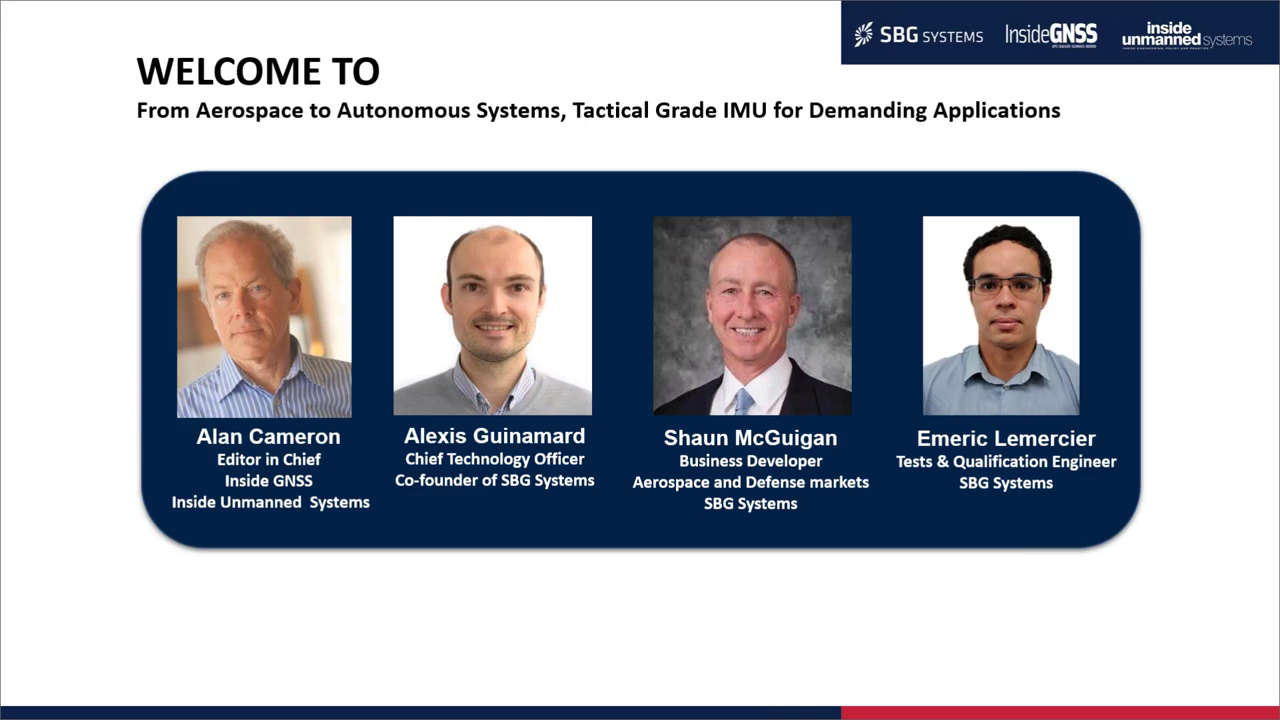 SBG SYSTEMS
InsideGNSS
inside
unmanned systems
WELCOME TO
From Aerospace to Autonomous Systems, Tactical Grade IMU for Demanding Applications
Alan Cameron
Editor in Chief
Inside GNSS
Inside Unmanned Systems
Alexis Guinamard
Chief Technology Officer
Co-founder of SBG Systems
Shaun McGuigan
Business Developer
Aerospace and Defense markets
SBG Systems
Emeric Lemercier
Tests & Qualification Engineer
SBG Systems